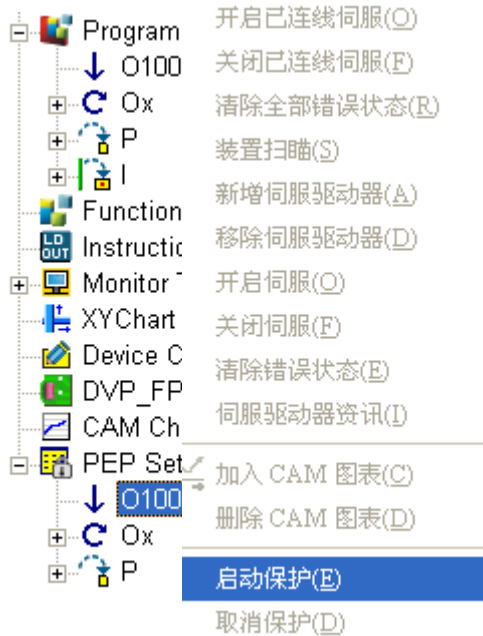 Program
O100
Ox
P
I
Function
LD
OUT
Instructio
Monitor T
XYChart
Device C
DVP_FP
CAM Ch
PEP Set
O100
Ox
P
开启已连线伺服(O)
关闭已连线伺服(F)
清除全部错误状态(R)
装置扫瞄(S)
新增伺服驱动器(A)
移除伺服驱动器(D)
开启伺服(O)
关闭伺服(F)
清除错误状态(E)
伺服驱动器资讯(I)
加入 CAM 图表(C)
删除 CAM 图表(D)
启动保护(E)
取消保护(D)